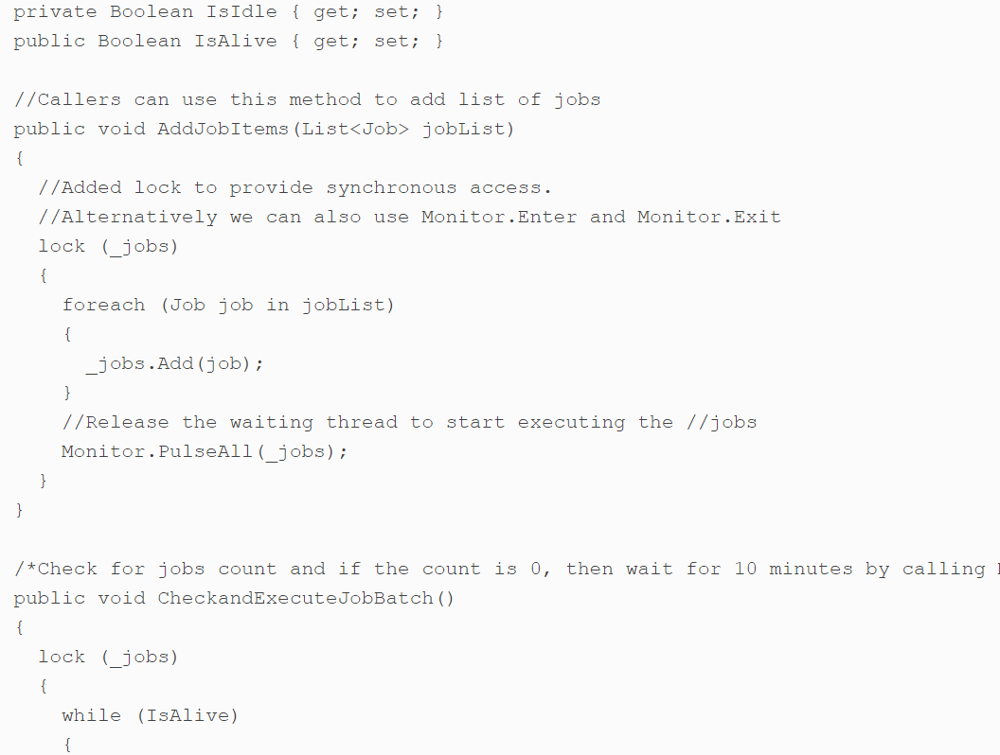 private Boolean IsIdle { get; set; }
public Boolean IsAlive { get; set; }
//Callers can use this method to add list of jobs
public void AddJobItems(List<Job> jobList)
{
//Added lock to provide synchronous access.
//Alternatively we can also use Monitor.Enter and Monitor.Exit
lock (_jobs)
{
foreach (Job job in jobList)
{
_jobs.Add(job);
}
//Release the waiting thread to start executing the //jobs
Monitor.PulseAll(_jobs);
}
}
/*Check for jobs count and if the count is 0, then wait for 10 minutes by calling
public void CheckandExecuteJobBatch()
{
lock (_jobs)
{
while (IsAlive)
{